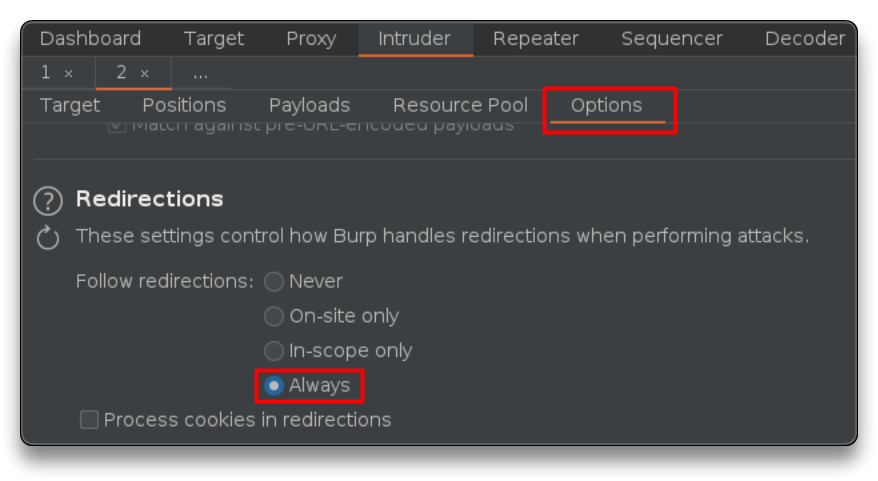 Dashboard Target Proxy Intruder Repeater Sequencer Decoder
1 × 2 × ...
Target Positions Payloads Resource Pool Options
Match against pre-URL-encoded payloads
Redirections
These settings control how Burp handles redirections when performing attacks.
Follow redirections: Never
On-site only
In-scope only
Always
Process cookies in redirections